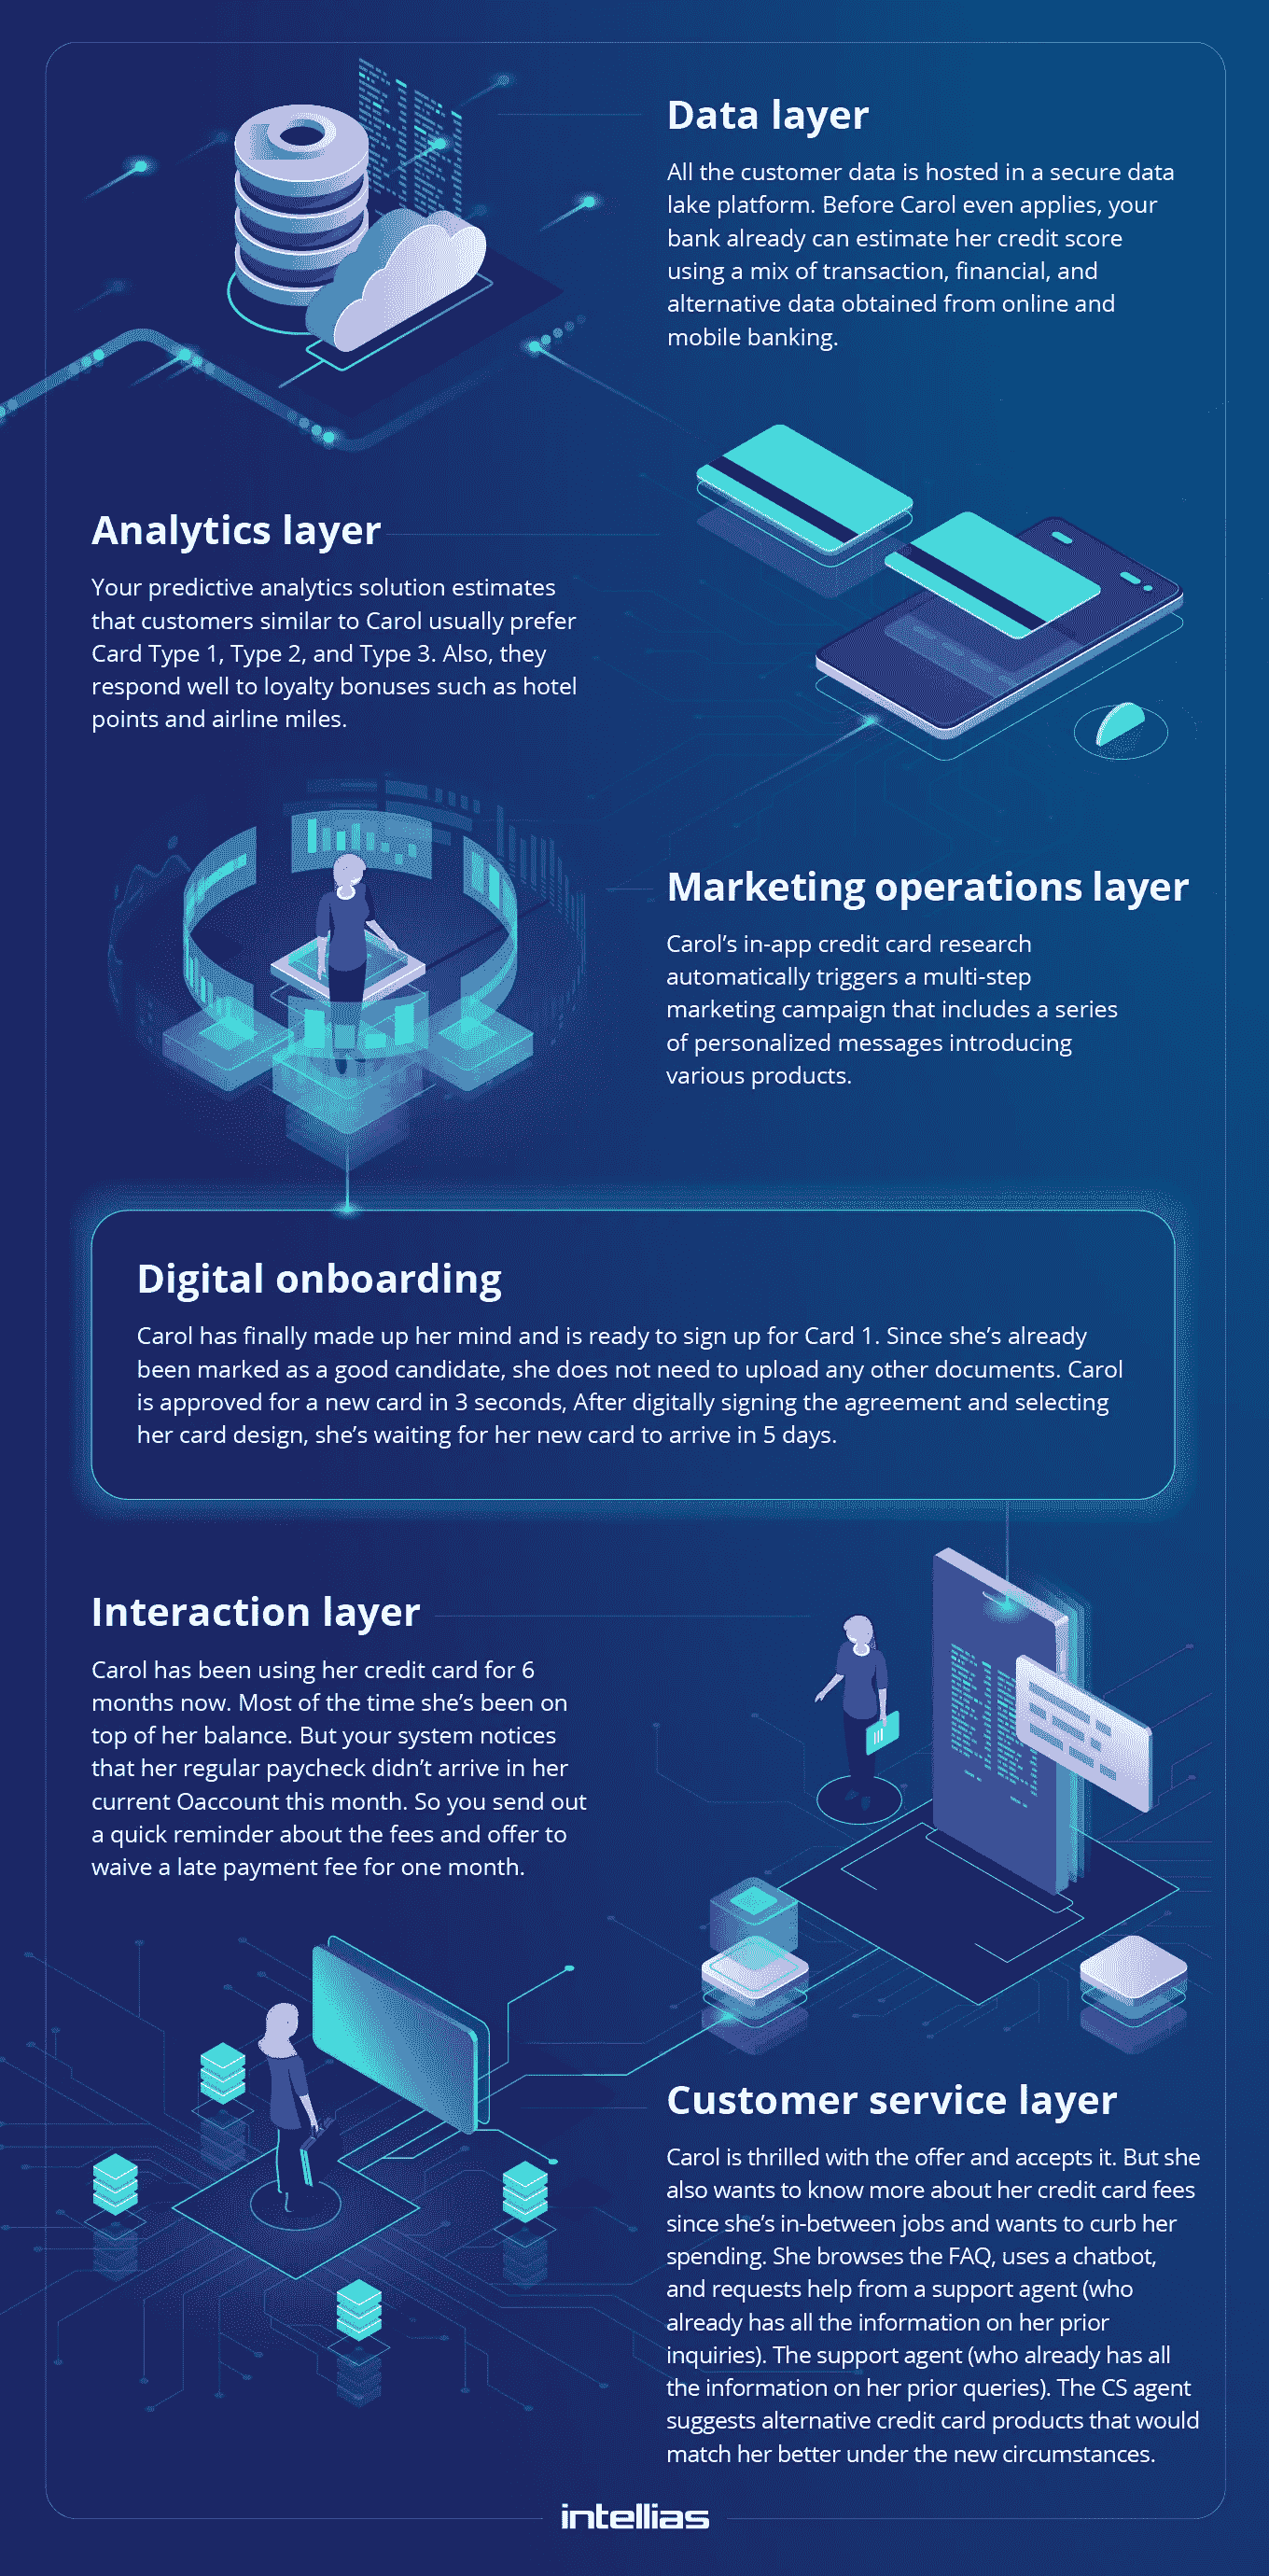 Data layer
All the customer data is hosted in a secure data
lake platform. Before Carol even applies, your
bank already can estimate her credit score
using a mix of transaction, financial, and
alternative data obtained from online and
mobile banking.
Analytics layer
Your predictive analytics solution estimates
that customers similar to Carol usually prefer
Card Type 1, Type 2, and Type 3. Also, they
respond well to loyalty bonuses such as hotel
points and airline miles.
Marketing operations layer
Carol’s in-app credit card research
automatically triggers a multi-step
marketing campaign that includes a series
of personalized messages introducing
various products.
Digital onboarding
Carol has finally made up her mind and is ready to sign up for Card 1. Since she’s already
been marked as a good candidate, she does not need to upload any other documents. Carol
is approved for a new card in 3 seconds, After digitally signing the agreement and selecting
her card design, she’s waiting for her new card to arrive in 5 days.
Interaction layer
Carol has been using her credit card for 6
months now. Most of the time she’s been on
top of her balance. But your system notices
that her regular paycheck didn’t arrive in her
current Oaccount this month. So you send out
a quick reminder about the fees and offer to
waive a late payment fee for one month.
Customer service layer
Carol is thrilled with the offer and accepts it. But she
also wants to know more about her credit card fees
since she’s in-between jobs and wants to curb her
spending. She browses the FAQ, uses a chatbot,
and requests help from a support agent (who
already has all the information on her prior
inquiries). The support agent (who already has all
the information on her prior queries). The CS agent
suggests alternative credit card products that would
match her better under the new circumstances.
intellias